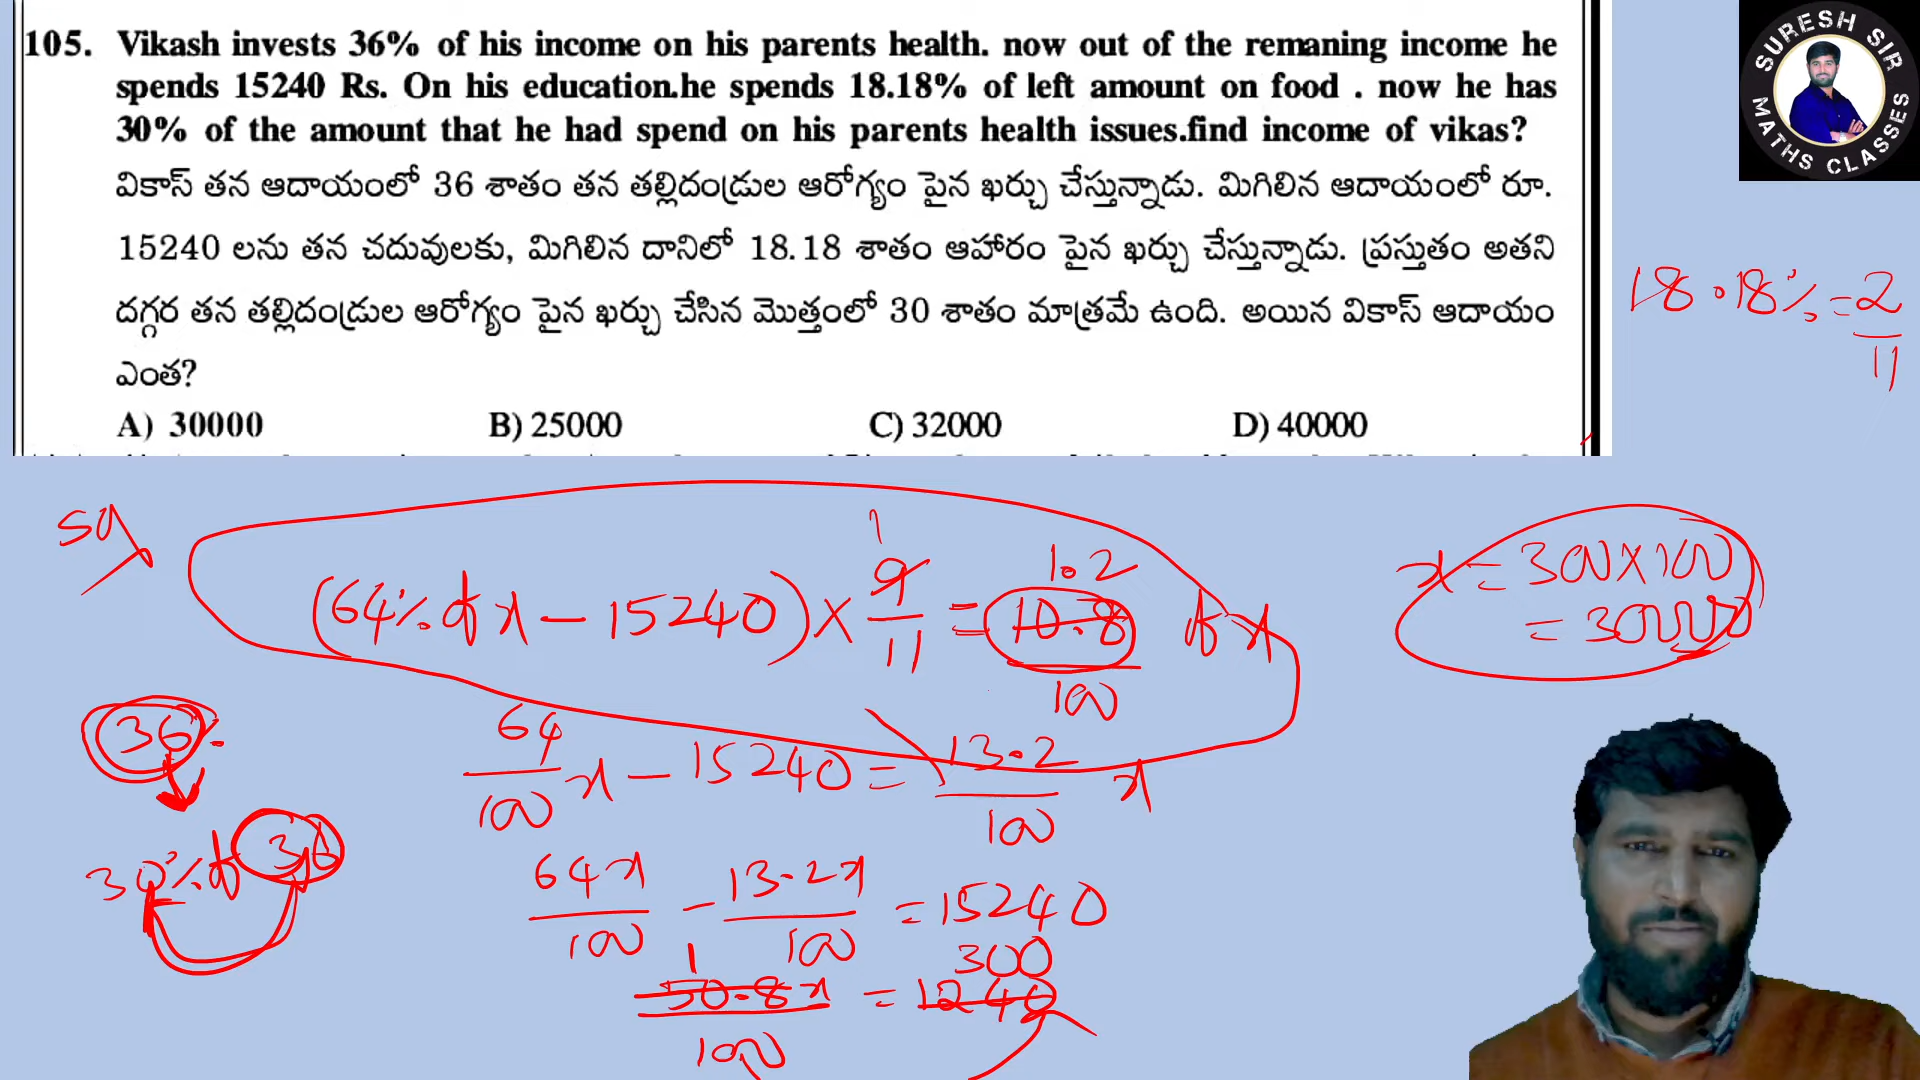 105. Vikash invests 36% of his income on his parents health. now out of the remaning income he
spends 15240 Rs. On his education.he spends 18.18% of left amount on food . now he has
30% of the amount that he had spend on his parents health issues.find income of vikas?
వికాస్ తన ఆదాయంలో 36 శాతం తన తల్లిదండ్రుల ఆరోగ్యం పైన ఖర్చు చేస్తున్నాడు. మిగిలిన ఆదాయంలో రూ.
15240 లను తన చదువులకు, మిగిలిన దానిలో 18.18 శాతం ఆహారం పైన ఖర్చు చేస్తున్నాడు. ప్రస్తుతం అతని
దగ్గర తన తల్లిదండ్రుల ఆరోగ్యం పైన ఖర్చు చేసిన మొత్తంలో 30 శాతం మాత్రమే ఉంది. అయిన వికాస్ ఆదాయం
ఎంత?
A) 30000 B) 25000 C) 32000 D) 40000
SURESH SIR
MATHS CLASSES
18.18% = 2/11
(64% of x - 15240) × 9/11 = 10.8/100 of x
1
1.2
x = 300 × 100
= 30000
36%
30% of 36
64/100 x - 15240 = 13.2/100 x
64x/100 - 13.2x/100 = 15240
1
300
50.8x/100 =